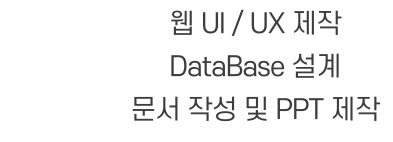 웹 UI / UX 제작
DataBase 설계
문서 작성 및 PPT 제작